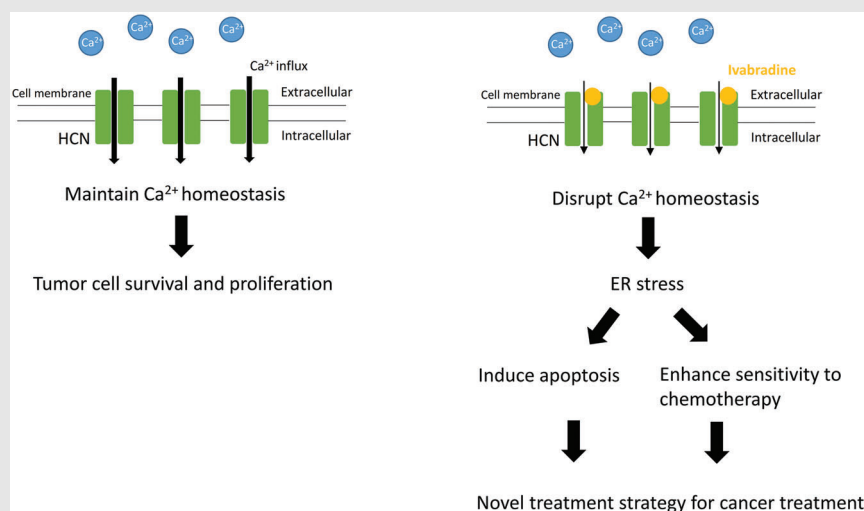 Ca²⁺
Ca²⁺
Ca²⁺
Ca²⁺
Ca²⁺ influx
Cell membrane
Extracellular
HCN
Intracellular
Maintain Ca²⁺ homeostasis
Tumor cell survival and proliferation
Ca²⁺
Ca²⁺
Ca²⁺
Ca²⁺
Ivabradine
Cell membrane
Extracellular
HCN
Intracellular
Disrupt Ca²⁺ homeostasis
ER stress
Induce apoptosis
Enhance sensitivity to
chemotherapy
Novel treatment strategy for cancer treatment